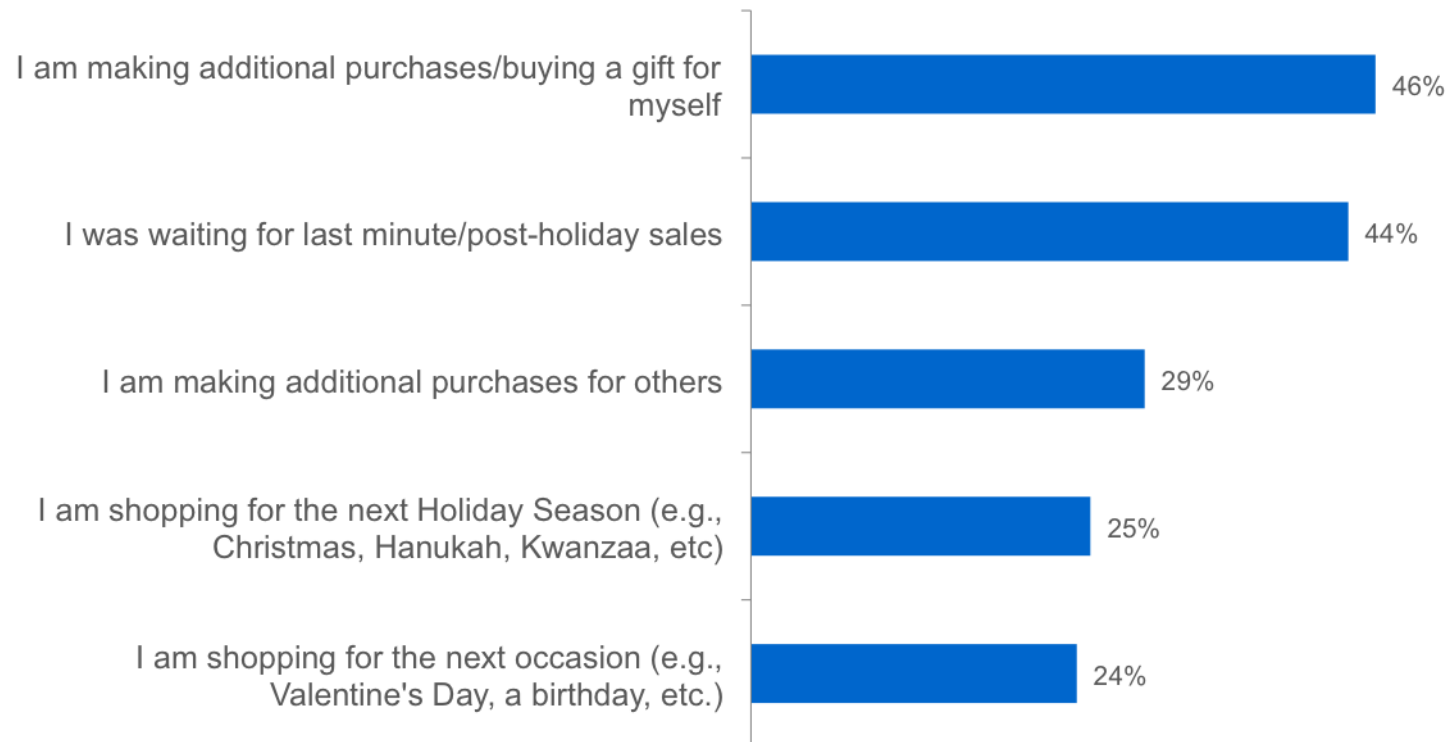 I am making additional purchases/buying a gift for
myself
46%
I was waiting for last minute/post-holiday sales
44%
I am making additional purchases for others
29%
I am shopping for the next Holiday Season (e.g.,
Christmas, Hanukah, Kwanzaa, etc)
25%
I am shopping for the next occasion (e.g.,
Valentine's Day, a birthday, etc.)
24%